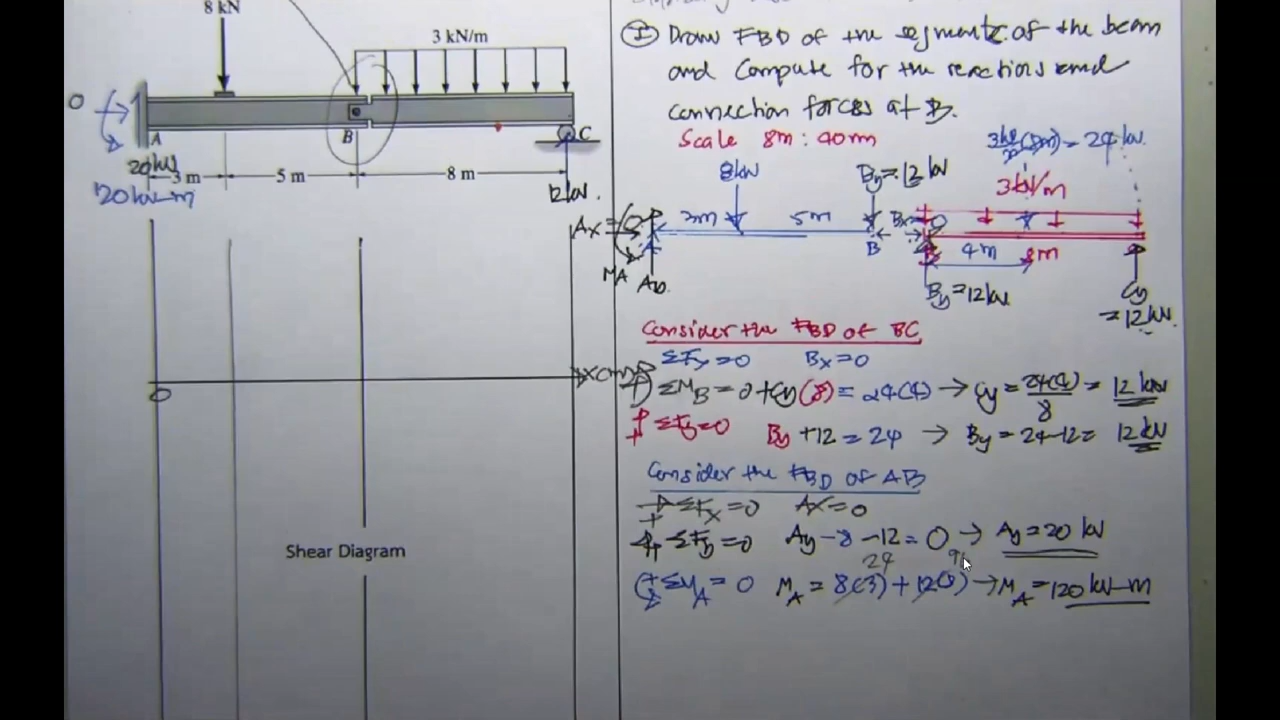 8 kN
3 kN/m
0
A
B
C
20 kN
3 m
5 m
8 m
120 kN-m
12 kN.
0
Shear Diagram
I Draw FBD of the segments of the beam
and compute for the reactions and
connection forces at B.
Scale 8m : 40mm
3 (8m) = 24 kN
8kN
By = 12 kN
3kN/m
Ax = 0
3m
5m
Bx = 0
A
B
4m
8m
MA
By = 12 kN
Cy
= 12 kN.
Consider the FBD of BC
ΣFx = 0 Bx = 0
ΣMB = 0 + Cy(8) = 24(4) → Cy = 24(4)/8 = 12 kN
+ ΣFy = 0 By + 12 = 24 → By = 24-12 = 12 kN
Consider the FBD of AB
+ ΣFx = 0 Ax = 0
+ ΣFy = 0 Ay - 8 - 12 = 0 → Ay = 20 kN
24
+ ΣMA = 0 MA = 8(3) + 12(8) → MA = 120 kN-m